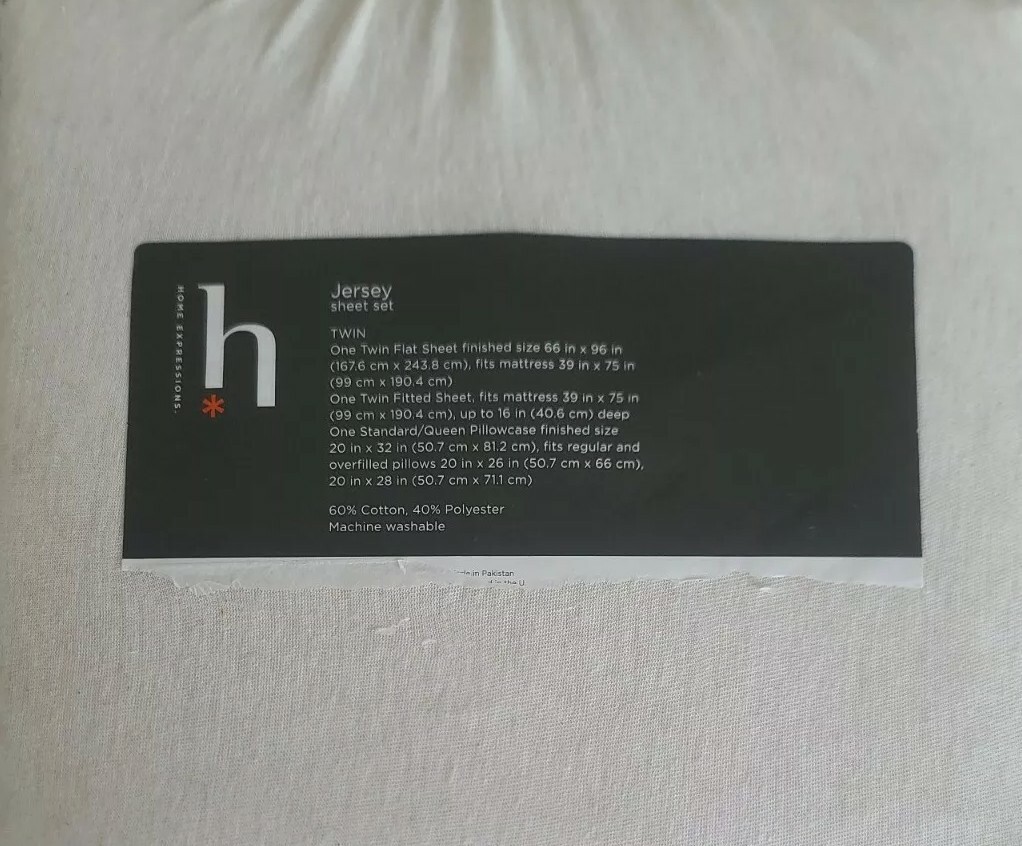 HOME EXPRESSIONS.
h
*
Jersey
sheet set
TWIN
One Twin Flat Sheet finished size 66 in x 96 in
(167.6 cm x 243.8 cm), fits mattress 39 in x 75 in
(99 cm x 190.4 cm)
One Twin Fitted Sheet, fits mattress 39 in x 75 in
(99 cm x 190.4 cm), up to 16 in (40.6 cm) deep
One Standard/Queen Pillowcase finished size
20 in x 32 in (50.7 cm x 81.2 cm), fits regular and
overfilled pillows 20 in x 26 in (50.7 cm x 66 cm),
20 in x 28 in (50.7 cm x 71.1 cm)
60% Cotton, 40% Polyester
Machine washable
in Pakistan
the U